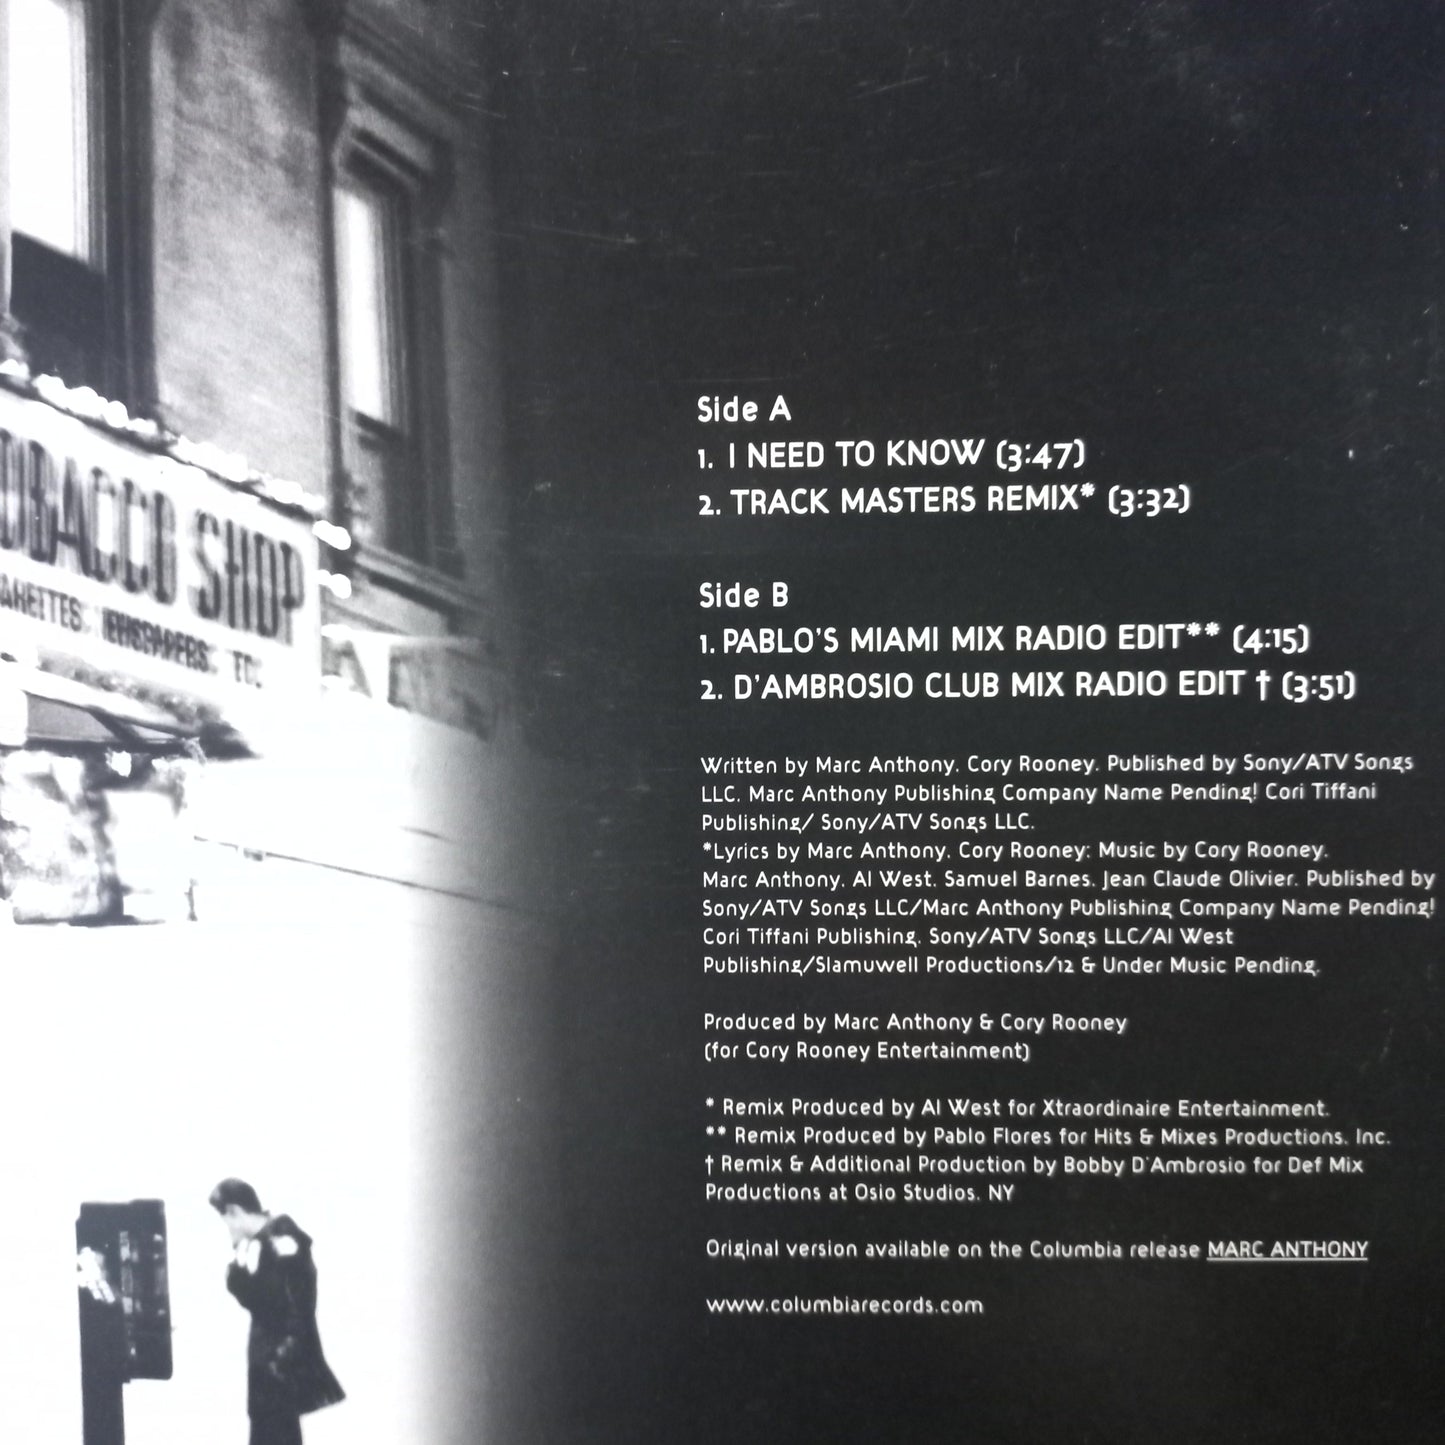 TOBACCO SHOP
NEWSPAPERS
Side A
1. I NEED TO KNOW (3:47)
2. TRACK MASTERS REMIX* (3:32)
Side B
1. PABLO'S MIAMI MIX RADIO EDIT** (4:15)
2. D'AMBROSIO CLUB MIX RADIO EDIT † (3:51)
Written by Marc Anthony, Cory Rooney. Published by Sony/ATV Songs
LLC, Marc Anthony Publishing Company Name Pending! Cori Tiffani
Publishing/ Sony/ATV Songs LLC.
*Lyrics by Marc Anthony, Cory Rooney; Music by Cory Rooney,
Marc Anthony, Al West, Samuel Barnes, Jean Claude Olivier. Published by
Sony/ATV Songs LLC/Marc Anthony Publishing Company Name Pending!
Cori Tiffani Publishing, Sony/ATV Songs LLC/Al West
Publishing/Slamuwell Productions/12 & Under Music Pending.
Produced by Marc Anthony & Cory Rooney
(for Cory Rooney Entertainment)
* Remix Produced by Al West for Xtraordinaire Entertainment.
** Remix Produced by Pablo Flores for Hits & Mixes Productions, Inc.
† Remix & Additional Production by Bobby D'Ambrosio for Def Mix
Productions at Osio Studios, NY
Original version available on the Columbia release MARC ANTHONY
www.columbiarecords.com